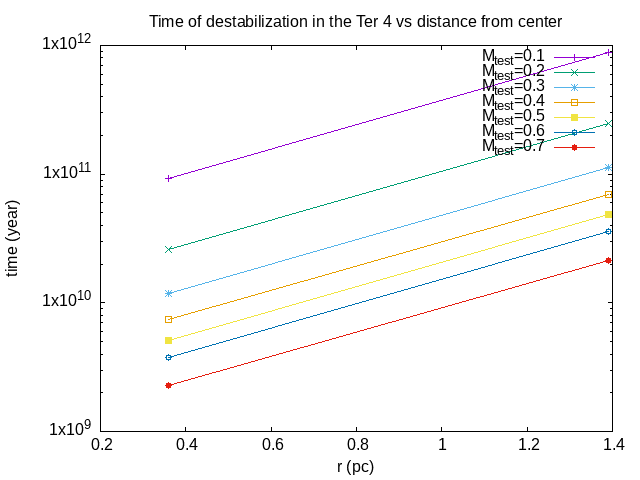 Time of destabilization in the Ter 4 vs distance from center
1x10^12
1x10^11
1x10^10
1x10^9
time (year)
M_test=0.1
M_test=0.2
M_test=0.3
M_test=0.4
M_test=0.5
M_test=0.6
M_test=0.7
0.2 0.4 0.6 0.8 1 1.2 1.4
r (pc)